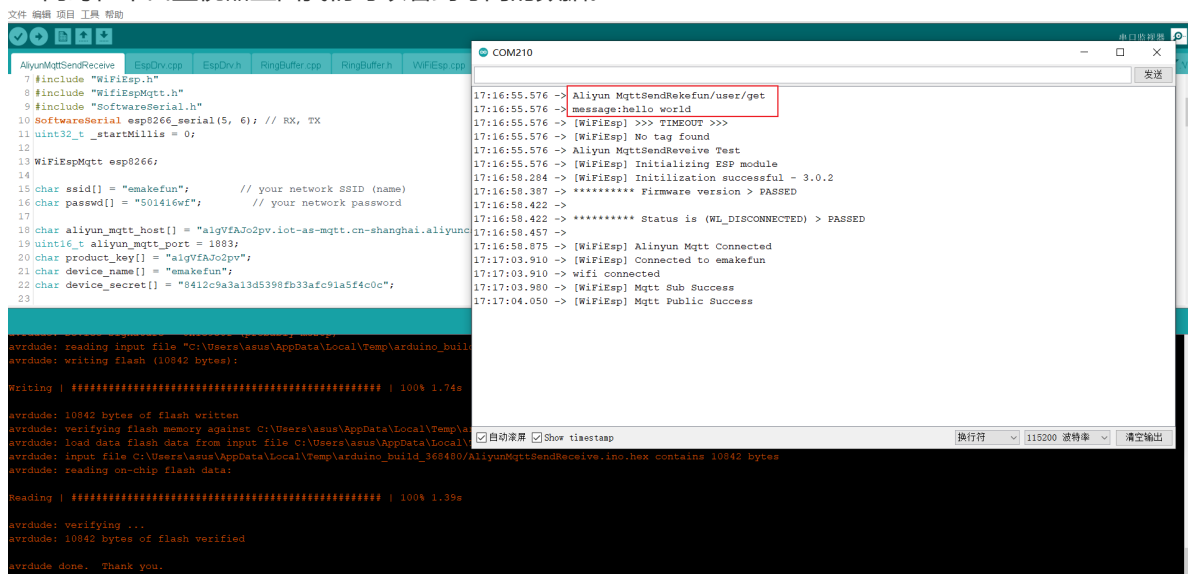 文件 编辑 项目 工具 帮助
串口监视器
AliyunMqttSendReceive EspDrv.cpp EspDrv.h RingBuffer.cpp RingBuffer.h WiFiEsp.cpp
7 #include "WiFiEsp.h"
8 #include "WiFiEspMqtt.h"
9 #include "SoftwareSerial.h"
10 SoftwareSerial esp8266_serial(5, 6); // RX, TX
11 uint32_t _startMillis = 0;
12
13 WiFiEspMqtt esp8266;
14
15 char ssid[] = "emakefun"; // your network SSID (name)
16 char passwd[] = "501416wf"; // your network password
17
18 char aliyun_mqtt_host[] = "a1gVfAJo2pv.iot-as-mqtt.cn-shanghai.aliyunc
19 uint16_t aliyun_mqtt_port = 1883;
20 char product_key[] = "a1gVfAJo2pv";
21 char device_name[] = "emakefun";
22 char device_secret[] = "8412c9a3a13d5398fb33afc91a5f4c0c";
23
COM210
发送
17:16:55.576 -> Aliyun MqttSendRekefun/user/get
17:16:55.576 -> message:hello world
17:16:55.576 -> [WiFiEsp] >>> TIMEOUT >>>
17:16:55.576 -> [WiFiEsp] No tag found
17:16:55.576 -> Aliyun MqttSendReveive Test
17:16:55.576 -> [WiFiEsp] Initializing ESP module
17:16:58.284 -> [WiFiEsp] Initilization successful - 3.0.2
17:16:58.387 -> ********** Firmware version > PASSED
17:16:58.422 ->
17:16:58.422 -> ********** Status is (WL_DISCONNECTED) > PASSED
17:16:58.457 ->
17:16:58.875 -> [WiFiEsp] Alinyun Mqtt Connected
17:17:03.910 -> [WiFiEsp] Connected to emakefun
17:17:03.910 -> wifi connected
17:17:03.980 -> [WiFiEsp] Mqtt Sub Success
17:17:04.050 -> [WiFiEsp] Mqtt Public Success
自动滚屏 Show timestamp 换行符 115200 波特率 清空输出
avrdude: reading input file "C:\Users\asus\AppData\Local\Temp\arduino_buil
avrdude: writing flash (10842 bytes):
Writing | ################################################## | 100% 1.74s
avrdude: 10842 bytes of flash written
avrdude: verifying flash memory against C:\Users\asus\AppData\Local\Temp\a
avrdude: load data flash data from input file C:\Users\asus\AppData\Local\
avrdude: input file C:\Users\asus\AppData\Local\Temp\arduino_build_368480/AliyunMqttSendReceive.ino.hex contains 10842 bytes
avrdude: reading on-chip flash data:
Reading | ################################################## | 100% 1.39s
avrdude: verifying ...
avrdude: 10842 bytes of flash verified
avrdude done. Thank you.